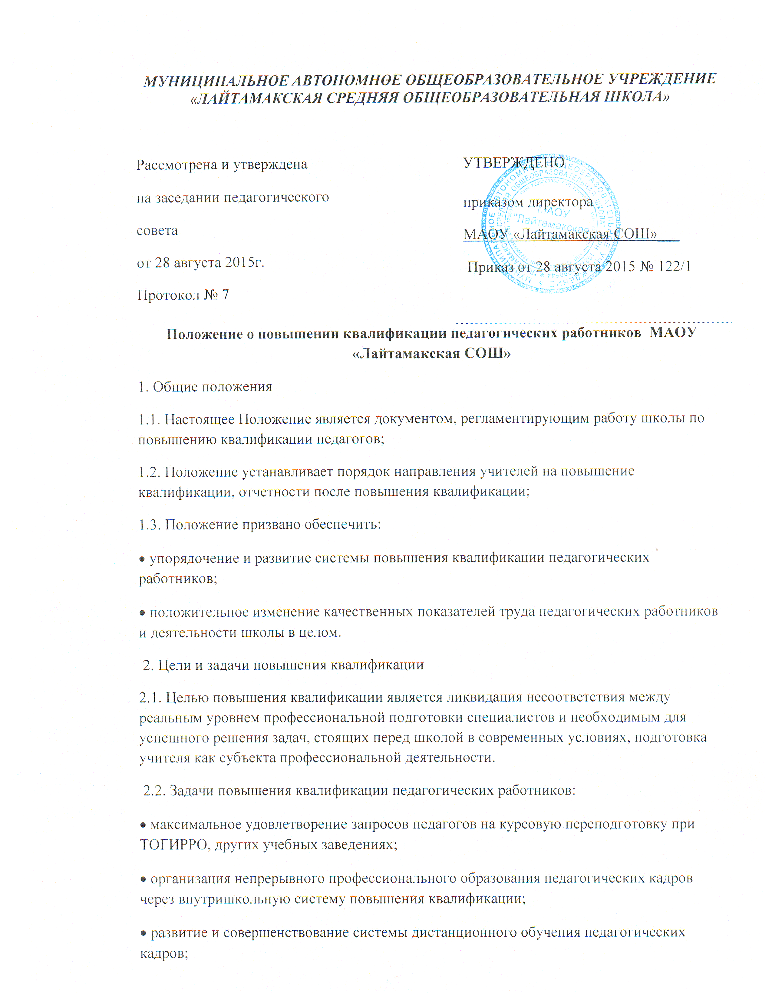 МУНИЦИПАЛЬНОЕ АВТОНОМНОЕ ОБЩЕОБРАЗОВАТЕЛЬНОЕ УЧРЕЖДЕНИЕ
«ЛАЙТАМАКСКАЯ СРЕДНЯЯ ОБЩЕОБРАЗОВАТЕЛЬНАЯ ШКОЛА»
Рассмотрена и утверждена
на заседании педагогического
совета
от 28 августа 2015г.
Протокол № 7
УТВЕРЖДЕНО
приказом директора
МАОУ «Лайтамакская СОШ»___
Приказ от 28 августа 2015 № 122/1
МАОУ
"Лайтамакская
Положение о повышении квалификации педагогических работников МАОУ
«Лайтамакская СОШ»
1. Общие положения
1.1. Настоящее Положение является документом, регламентирующим работу школы по
повышению квалификации педагогов;
1.2. Положение устанавливает порядок направления учителей на повышение
квалификации, отчетности после повышения квалификации;
1.3. Положение призвано обеспечить:
• упорядочение и развитие системы повышения квалификации педагогических
работников;
• положительное изменение качественных показателей труда педагогических работников
и деятельности школы в целом.
2. Цели и задачи повышения квалификации
2.1. Целью повышения квалификации является ликвидация несоответствия между
реальным уровнем профессиональной подготовки специалистов и необходимым для
успешного решения задач, стоящих перед школой в современных условиях, подготовка
учителя как субъекта профессиональной деятельности.
2.2. Задачи повышения квалификации педагогических работников:
• максимальное удовлетворение запросов педагогов на курсовую переподготовку при
ТОГИРРО, других учебных заведениях;
• организация непрерывного профессионального образования педагогических кадров
через внутришкольную систему повышения квалификации;
• развитие и совершенствование системы дистанционного обучения педагогических
кадров;